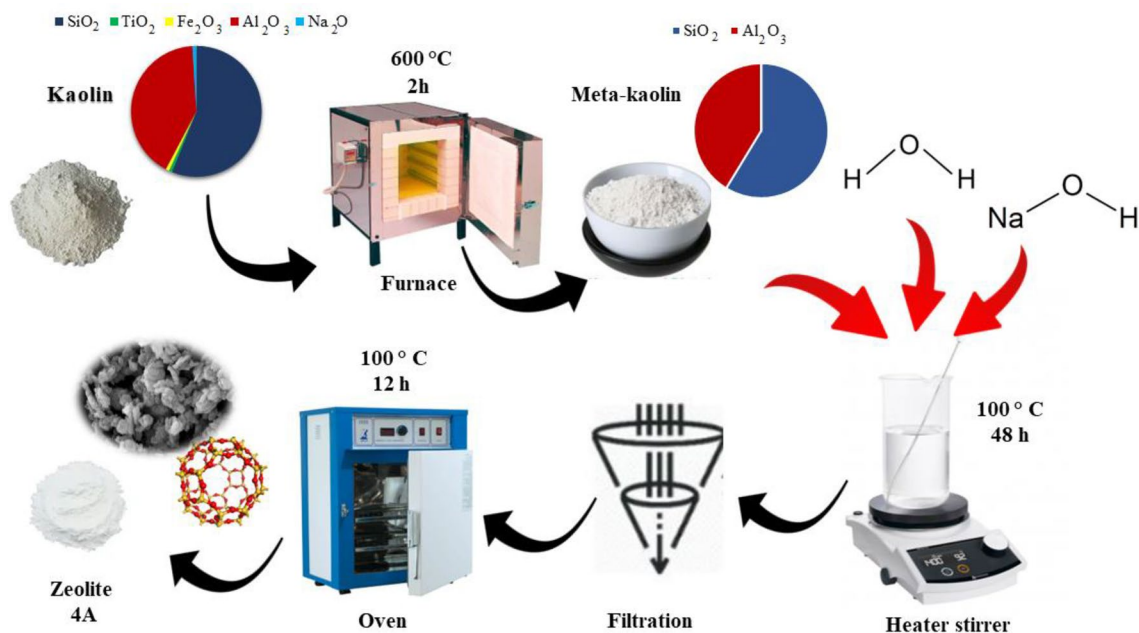 SiO₂ TiO₂ Fe₂O₃ Al₂O₃ Na₂O
SiO₂ Al₂O₃
Kaolin
600 °C
2h
Meta-kaolin
H O H
Na O H
Furnace
100 ° C
12 h
100 ° C
48 h
Zeolite
4A
Oven
Filtration
Heater stirrer